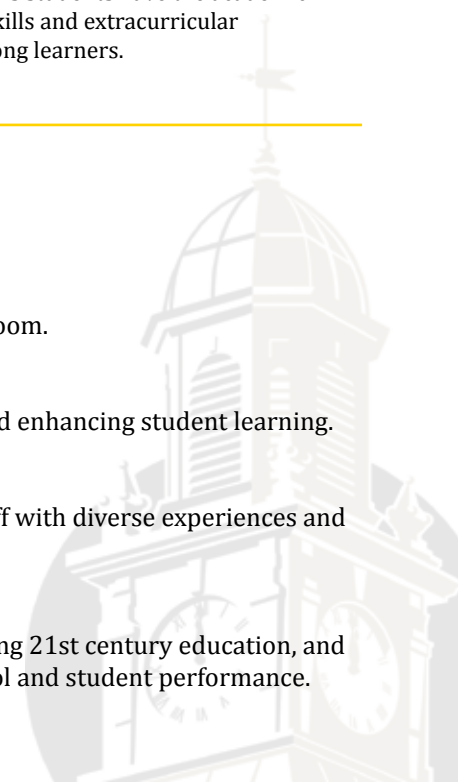 kills and extracurricular
ong learners.
oom.
d enhancing student learning.
ff with diverse experiences and
ng 21st century education, and
ol and student performance.